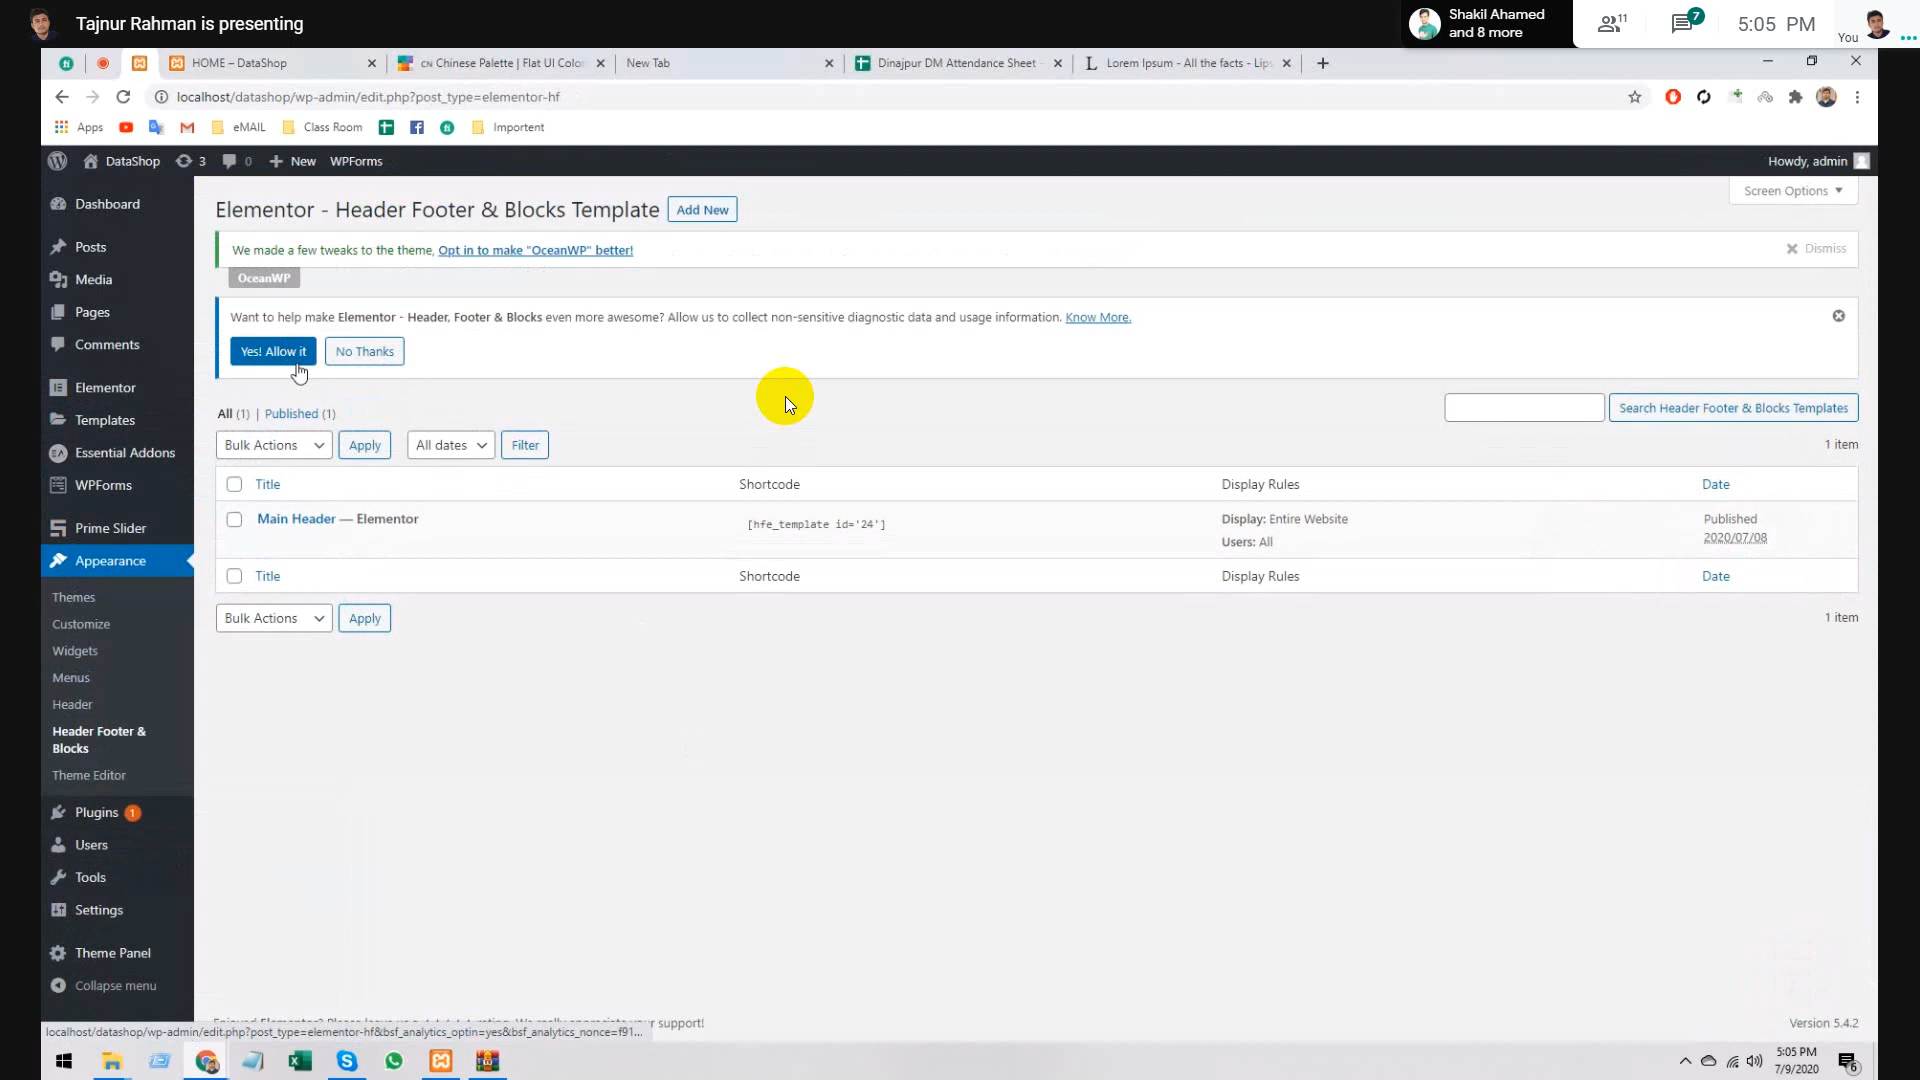 Tajnur Rahman is presenting
Shakil Ahamed
and 8 more
11
7
5:05 PM
You
HOME – DataShop
CN Chinese Palette | Flat UI Color
New Tab
Dinajpur DM Attendance Sheet
Lorem Ipsum - All the facts - Lips
localhost/datashop/wp-admin/edit.php?post_type=elementor-hf
Apps
eMAIL
Class Room
Importent
DataShop
3
0
New
WPForms
Howdy, admin
Screen Options
Dashboard
Posts
Media
Pages
Comments
Elementor
Templates
Essential Addons
WPForms
Prime Slider
Appearance
Themes
Customize
Widgets
Menus
Header
Header Footer &
Blocks
Theme Editor
Plugins 1
Users
Tools
Settings
Theme Panel
Collapse menu
Elementor - Header Footer & Blocks Template
Add New
We made a few tweaks to the theme, Opt in to make "OceanWP" better!
Dismiss
OceanWP
Want to help make Elementor - Header, Footer & Blocks even more awesome? Allow us to collect non-sensitive diagnostic data and usage information. Know More.
Yes! Allow it
No Thanks
All (1) | Published (1)
Search Header Footer & Blocks Templates
Bulk Actions
Apply
All dates
Filter
1 item
Title
Shortcode
Display Rules
Date
Main Header — Elementor
[hfe_template id='24']
Display: Entire Website
Users: All
Published
2020/07/08
Title
Shortcode
Display Rules
Date
Bulk Actions
Apply
1 item
your support!
Version 5.4.2
localhost/datashop/wp-admin/edit.php?post_type=elementor-hf&bsf_analytics_optin=yes&bsf_analytics_nonce=f91...
5:05 PM
7/9/2020
6